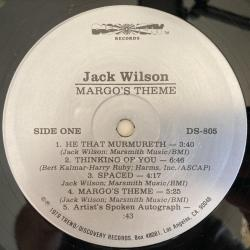 RECORDS
Jack Wilson
MARGO'S THEME
SIDE ONE DS-805
1. HE THAT MURMURETH — 3:40
(Jack Wilson; Marsmith Music/BMI)
2. THINKING OF YOU — 6:46
(Bert Kalmar-Harry Ruby; Harms, Inc./ASCAP)
3. SPACED — 4:17
(Jack Wilson; Marsmith Music/BMI)
4. MARGO'S THEME — 5:25
(Jack Wilson; Marsmith Music/BMI)
5. Artist's Spoken Autograph —
:43
1979 TREND/DISCOVERY RECORDS, Box 48081, Los Angeles, CA. 90048